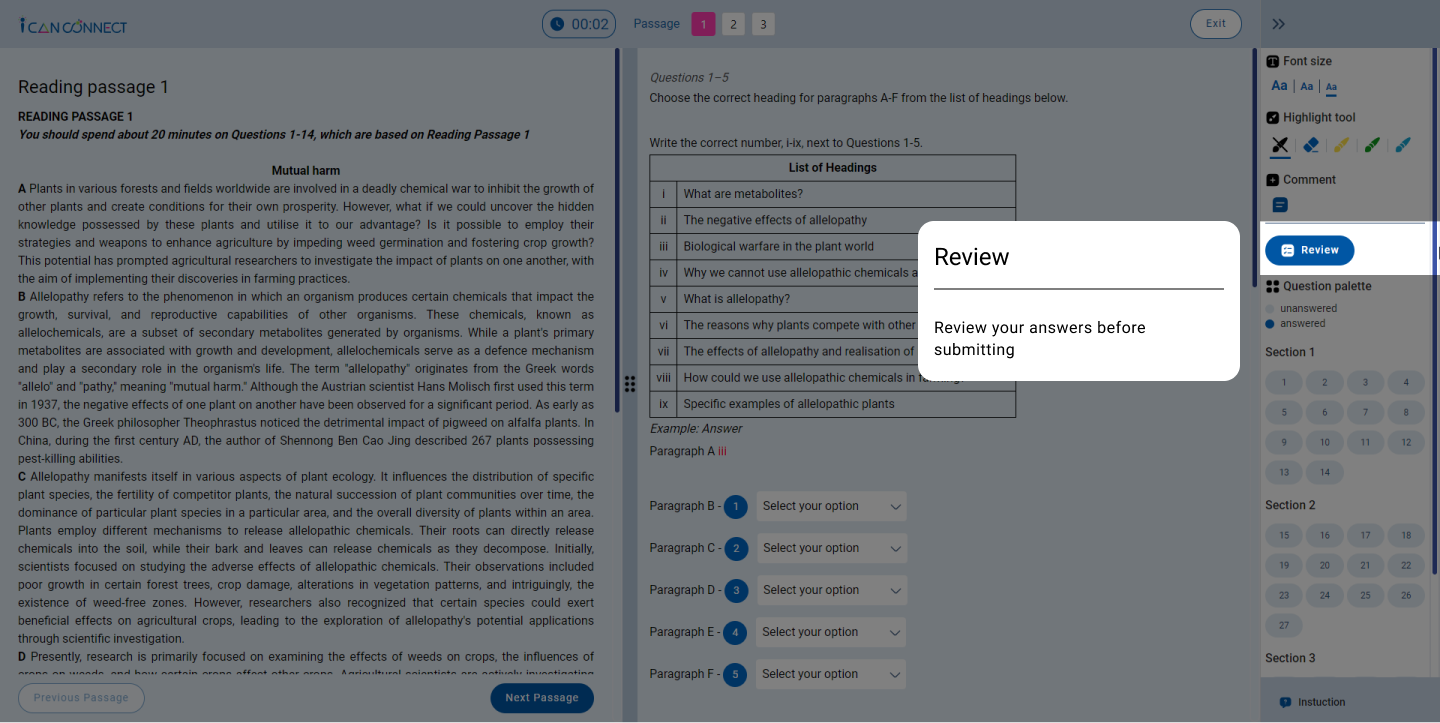 i CAN CONNECT
00:02
Passage 1 2 3
Exit
Reading passage 1
READING PASSAGE 1
You should spend about 20 minutes on Questions 1-14, which are based on Reading Passage 1
Mutual harm
A Plants in various forests and fields worldwide are involved in a deadly chemical war to inhibit the growth of
other plants and create conditions for their own prosperity. However, what if we could uncover the hidden
knowledge possessed by these plants and utilise it to our advantage? Is it possible to employ their
strategies and weapons to enhance agriculture by impeding weed germination and fostering crop growth?
This potential has prompted agricultural researchers to investigate the impact of plants on one another, with
the aim of implementing their discoveries in farming practices.
B Allelopathy refers to the phenomenon in which an organism produces certain chemicals that impact the
growth, survival, and reproductive capabilities of other organisms. These chemicals, known as
allelochemicals, are a subset of secondary metabolites generated by organisms. While a plant's primary
metabolites are associated with growth and development, allelochemicals serve as a defence mechanism
and play a secondary role in the organism's life. The term "allelopathy" originates from the Greek words
"allelo" and "pathy," meaning "mutual harm." Although the Austrian scientist Hans Molisch first used this term
in 1937, the negative effects of one plant on another have been observed for a significant period. As early as
300 BC, the Greek philosopher Theophrastus noticed the detrimental impact of pigweed on alfalfa plants. In
China, during the first century AD, the author of Shennong Ben Cao Jing described 267 plants possessing
pest-killing abilities.
C Allelopathy manifests itself in various aspects of plant ecology. It influences the distribution of specific
plant species, the fertility of competitor plants, the natural succession of plant communities over time, the
dominance of particular plant species in a particular area, and the overall diversity of plants within an area.
Plants employ different mechanisms to release allelopathic chemicals. Their roots can directly release
chemicals into the soil, while their bark and leaves can release chemicals as they decompose. Initially,
scientists focused on studying the adverse effects of allelopathic chemicals. Their observations included
poor growth in certain forest trees, crop damage, alterations in vegetation patterns, and intriguingly, the
existence of weed-free zones. However, researchers also recognized that certain species could exert
beneficial effects on agricultural crops, leading to the exploration of allelopathy's potential applications
through scientific investigation.
D Presently, research is primarily focused on examining the effects of weeds on crops, the influences of
crops on weeds, and how certain crops affect other crops. Agricultural scientists are actively investigating
Previous Passage
Next Passage
Questions 1–5
Choose the correct heading for paragraphs A-F from the list of headings below.
Write the correct number, i-ix, next to Questions 1-5.
List of Headings
i What are metabolites?
ii The negative effects of allelopathy
iii Biological warfare in the plant world
iv Why we cannot use allelopathic chemicals a
v What is allelopathy?
vi The reasons why plants compete with other
vii The effects of allelopathy and realisation of
viii How could we use allelopathic chemicals in farming?
ix Specific examples of allelopathic plants
Example: Answer
Paragraph A iii
Paragraph B - 1 Select your option
Paragraph C - 2 Select your option
Paragraph D - 3 Select your option
Paragraph E - 4 Select your option
Paragraph F - 5 Select your option
Review
Review your answers before
submitting
Font size
Aa Aa Aa
Highlight tool
Comment
Review
Question palette
unanswered
answered
Section 1
1 2 3 4
5 6 7 8
9 10 11 12
13 14
Section 2
15 16 17 18
19 20 21 22
23 24 25 26
27
Section 3
Instuction